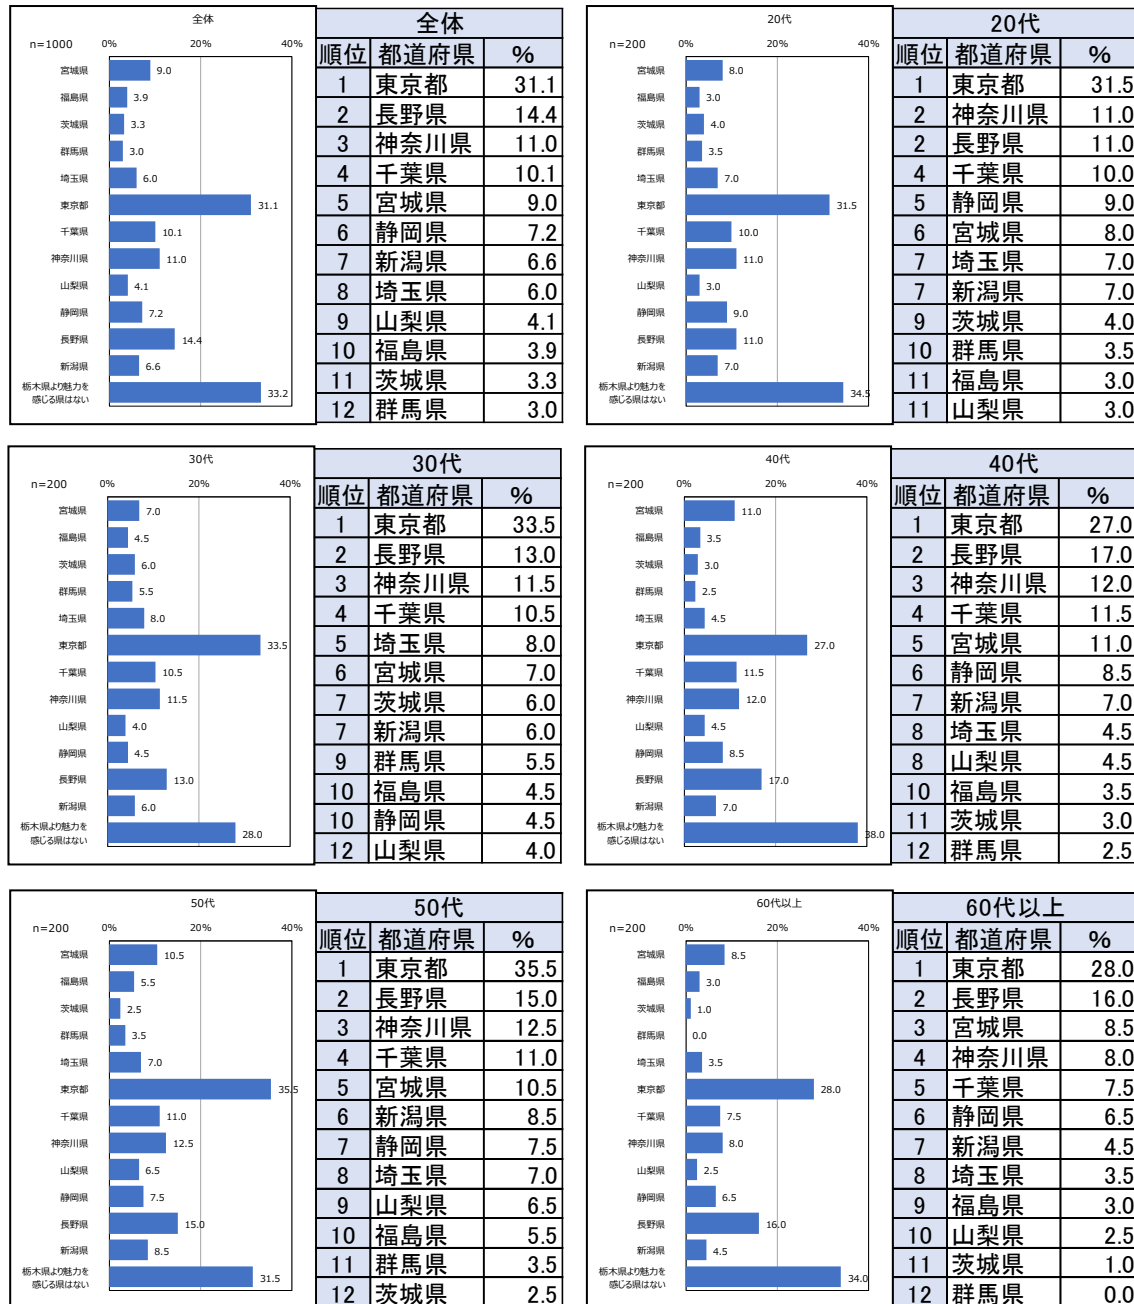 全体
n=1000
0%
20%
40%
宮城県 9.0
福島県 3.9
茨城県 3.3
群馬県 3.0
埼玉県 6.0
東京都 31.1
千葉県 10.1
神奈川県 11.0
山梨県 4.1
静岡県 7.2
長野県 14.4
新潟県 6.6
栃木県より魅力を
感じる県はない 33.2
全体
順位 都道府県 %
1 東京都 31.1
2 長野県 14.4
3 神奈川県 11.0
4 千葉県 10.1
5 宮城県 9.0
6 静岡県 7.2
7 新潟県 6.6
8 埼玉県 6.0
9 山梨県 4.1
10 福島県 3.9
11 茨城県 3.3
12 群馬県 3.0
20代
n=200
0%
20%
40%
宮城県 8.0
福島県 3.0
茨城県 4.0
群馬県 3.5
埼玉県 7.0
東京都 31.5
千葉県 10.0
神奈川県 11.0
山梨県 3.0
静岡県 9.0
長野県 11.0
新潟県 7.0
栃木県より魅力を
感じる県はない 34.5
20代
順位 都道府県 %
1 東京都 31.5
2 神奈川県 11.0
2 長野県 11.0
4 千葉県 10.0
5 静岡県 9.0
6 宮城県 8.0
7 埼玉県 7.0
7 新潟県 7.0
9 茨城県 4.0
10 群馬県 3.5
11 福島県 3.0
11 山梨県 3.0
30代
n=200
0%
20%
40%
宮城県 7.0
福島県 4.5
茨城県 6.0
群馬県 5.5
埼玉県 8.0
東京都 33.5
千葉県 10.5
神奈川県 11.5
山梨県 4.0
静岡県 4.5
長野県 13.0
新潟県 6.0
栃木県より魅力を
感じる県はない 28.0
30代
順位 都道府県 %
1 東京都 33.5
2 長野県 13.0
3 神奈川県 11.5
4 千葉県 10.5
5 埼玉県 8.0
6 宮城県 7.0
7 茨城県 6.0
7 新潟県 6.0
9 群馬県 5.5
10 福島県 4.5
10 静岡県 4.5
12 山梨県 4.0
40代
n=200
0%
20%
40%
宮城県 11.0
福島県 3.5
茨城県 3.0
群馬県 2.5
埼玉県 4.5
東京都 27.0
千葉県 11.5
神奈川県 12.0
山梨県 4.5
静岡県 8.5
長野県 17.0
新潟県 7.0
栃木県より魅力を
感じる県はない 38.0
40代
順位 都道府県 %
1 東京都 27.0
2 長野県 17.0
3 神奈川県 12.0
4 千葉県 11.5
5 宮城県 11.0
6 静岡県 8.5
7 新潟県 7.0
8 埼玉県 4.5
8 山梨県 4.5
10 福島県 3.5
11 茨城県 3.0
12 群馬県 2.5
50代
n=200
0%
20%
40%
宮城県 10.5
福島県 5.5
茨城県 2.5
群馬県 3.5
埼玉県 7.0
東京都 35.5
千葉県 11.0
神奈川県 12.5
山梨県 6.5
静岡県 7.5
長野県 15.0
新潟県 8.5
栃木県より魅力を
感じる県はない 31.5
50代
順位 都道府県 %
1 東京都 35.5
2 長野県 15.0
3 神奈川県 12.5
4 千葉県 11.0
5 宮城県 10.5
6 新潟県 8.5
7 静岡県 7.5
8 埼玉県 7.0
9 山梨県 6.5
10 福島県 5.5
11 群馬県 3.5
12 茨城県 2.5
60代以上
n=200
0%
20%
40%
宮城県 8.5
福島県 3.0
茨城県 1.0
群馬県 0.0
埼玉県 3.5
東京都 28.0
千葉県 7.5
神奈川県 8.0
山梨県 2.5
静岡県 6.5
長野県 16.0
新潟県 4.5
栃木県より魅力を
感じる県はない 34.0
60代以上
順位 都道府県 %
1 東京都 28.0
2 長野県 16.0
3 宮城県 8.5
4 神奈川県 8.0
5 千葉県 7.5
6 静岡県 6.5
7 新潟県 4.5
8 埼玉県 3.5
9 福島県 3.0
10 山梨県 2.5
11 茨城県 1.0
12 群馬県 0.0